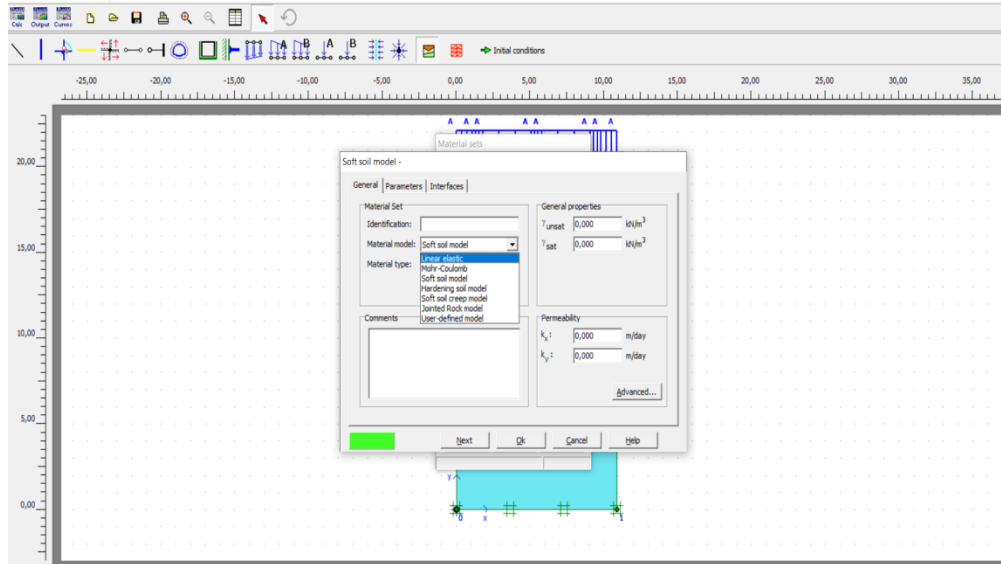 Calc Output Curves
A B A B
Initial conditions
-25,00 -20,00 -15,00 -10,00 -5,00 0,00 5,00 10,00 15,00 20,00 25,00 30,00 35,00
A A A A A A A A
Material sets
20,00
Soft soil model -
General Parameters Interfaces
Material Set
General properties
Identification:
γunsat 0,000 kN/m³
Material model: Soft soil model
γsat 0,000 kN/m³
15,00
Material type:
Linear elastic
Mohr-Coulomb
Soft soil model
Hardening soil model
Soft soil creep model
Jointed Rock model
User-defined model
Comments
Permeability
10,00
kx: 0,000 m/day
ky: 0,000 m/day
Advanced...
5,00
Next Ok Cancel Help
y
0,00
0 x 1